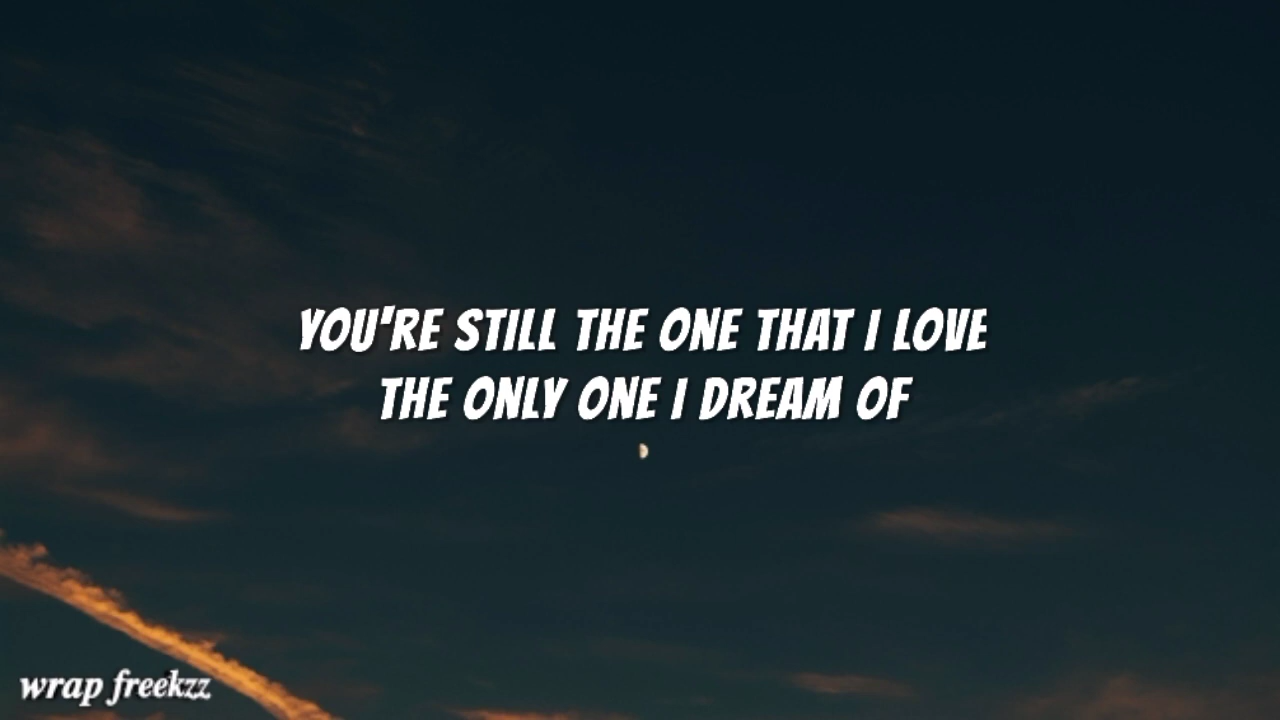 YOU'RE STILL THE ONE THAT I LOVE
THE ONLY ONE I DREAM OF
wrap freekzz